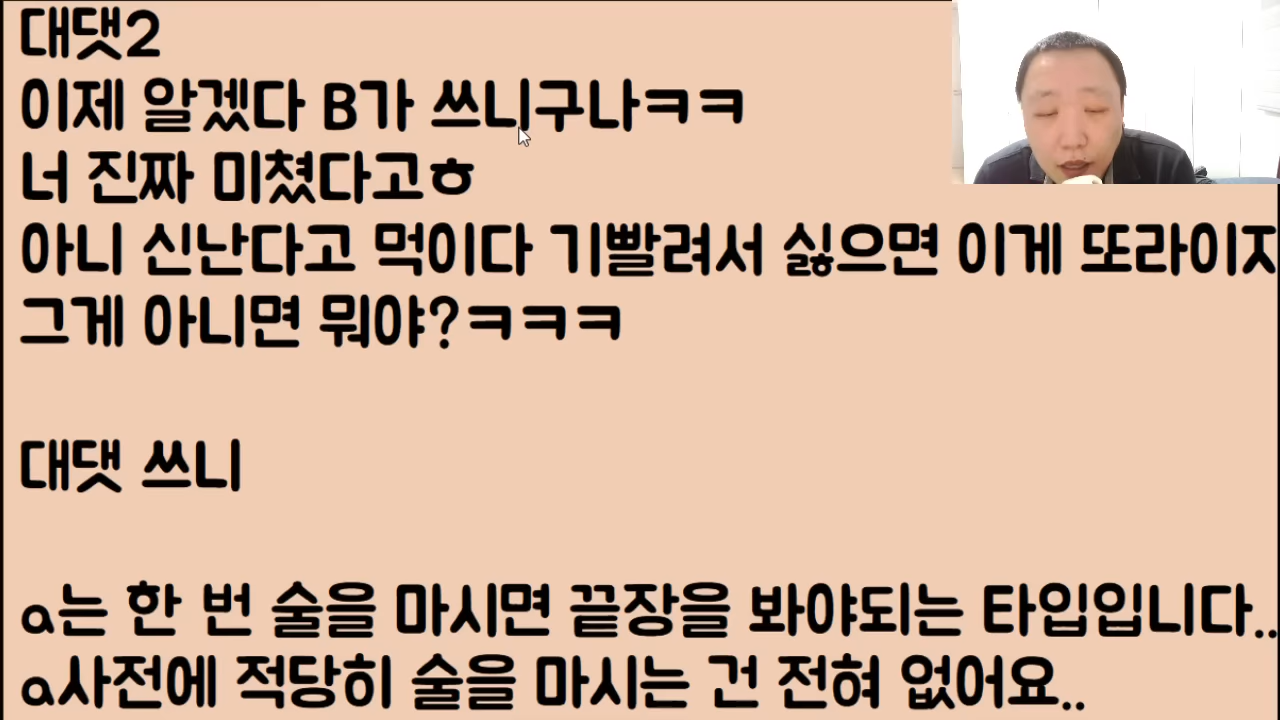 대댓2
이제 알겠다 B가 쓰니구나ㅋㅋ
너 진짜 미쳤다고ㅎ
아니 신난다고 먹이다 기빨려서 싫으면 이게 또라이지
그게 아니면 뭐야?ㅋㅋㅋ
대댓 쓰니
a는 한 번 술을 마시면 끝장을 봐야되는 타입입니다..
a사전에 적당히 술을 마시는 건 전혀 없어요..